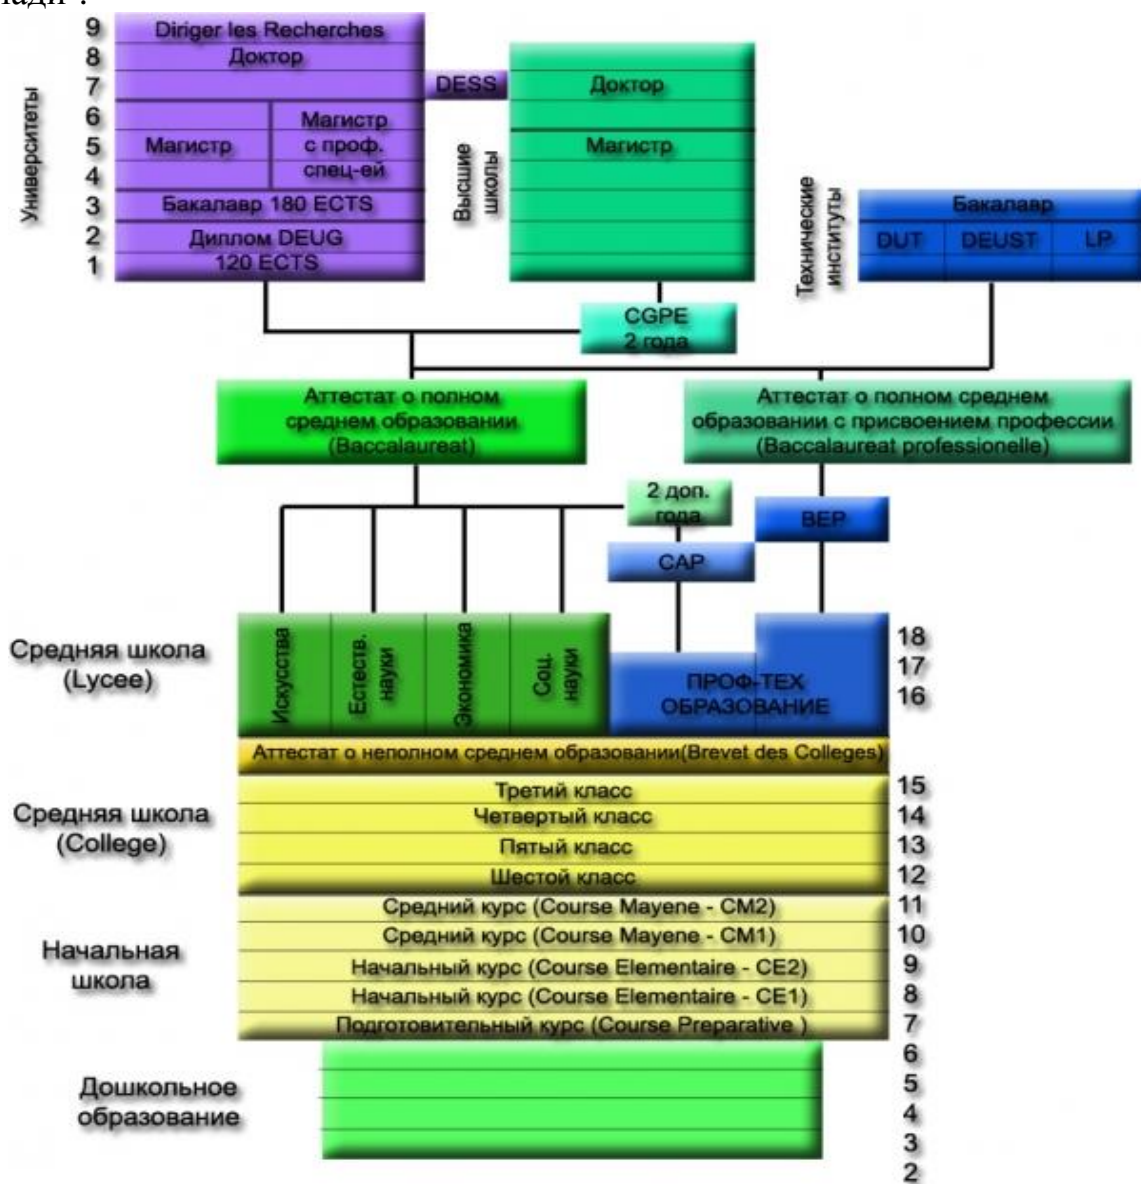 9 Diriger les Recherches
8 Доктор
7 DESS Доктор
6 Магистр
5 Магистр с проф. Магистр
4 спец-ей
3 Бакалавр 180 ECTS Бакалавр
2 Диплом DEUG DUT DEUST LP
1 120 ECTS
Университеты
Высшие
школы
Технические
институты
CGPE
2 года
Аттестат о полном
среднем образовании
(Baccalaureat)
Аттестат о полном среднем
образовании с присвоением профессии
(Baccalaureat professionelle)
2 доп.
года
BEP
CAP
Средняя школа
(Lycee)
Искусства
Естеств.
науки
Экономика
Соц.
науки
ПРОФ-ТЕХ
ОБРАЗОВАНИЕ
18
17
16
Аттестат о неполном среднем образовании(Brevet des Colleges)
Средняя школа
(College)
Третий класс 15
Четвертый класс 14
Пятый класс 13
Шестой класс 12
Начальная
школа
Средний курс (Course Mayene - CM2) 11
Средний курс (Course Mayene - CM1) 10
Начальный курс (Course Elementaire - CE2) 9
Начальный курс (Course Elementaire - CE1) 8
Подготовительный курс (Course Preparative ) 7
Дошкольное
образование
6
5
4
3
2